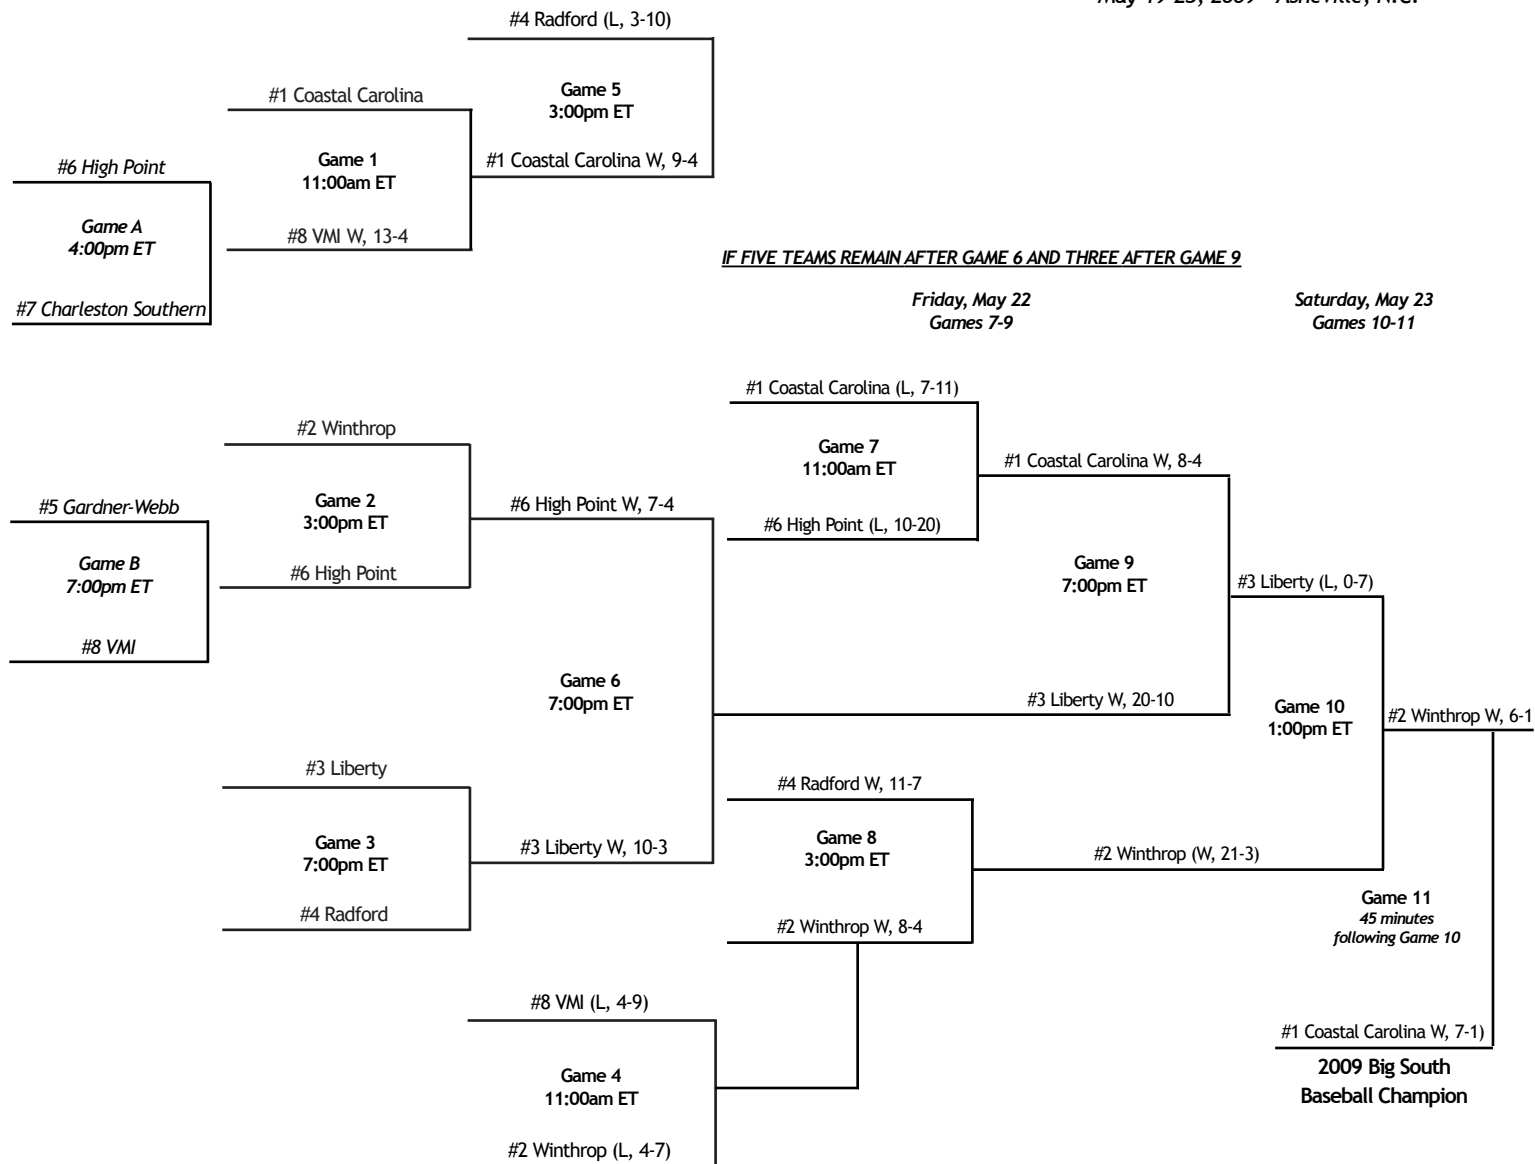 May 19-23, 2009 - Asheville, N.C.
#4 Radford (L, 3-10)
Game 5
3:00pm ET
#1 Coastal Carolina W, 9-4
#1 Coastal Carolina
Game 1
11:00am ET
#8 VMI W, 13-4
#6 High Point
Game A
4:00pm ET
#7 Charleston Southern
IF FIVE TEAMS REMAIN AFTER GAME 6 AND THREE AFTER GAME 9
Friday, May 22
Games 7-9
Saturday, May 23
Games 10-11
#5 Gardner-Webb
Game B
7:00pm ET
#8 VMI
#2 Winthrop
Game 2
3:00pm ET
#6 High Point
#6 High Point W, 7-4
Game 6
7:00pm ET
#3 Liberty W, 10-3
#3 Liberty
Game 3
7:00pm ET
#4 Radford
#8 VMI (L, 4-9)
Game 4
11:00am ET
#2 Winthrop (L, 4-7)
#1 Coastal Carolina (L, 7-11)
Game 7
11:00am ET
#6 High Point (L, 10-20)
#1 Coastal Carolina W, 8-4
Game 9
7:00pm ET
#3 Liberty W, 20-10
#4 Radford W, 11-7
Game 8
3:00pm ET
#2 Winthrop W, 8-4
#3 Liberty (L, 0-7)
Game 10
1:00pm ET
#2 Winthrop (W, 21-3)
#2 Winthrop W, 6-1
Game 11
45 minutes
following Game 10
#1 Coastal Carolina W, 7-1)
2009 Big South
Baseball Champion